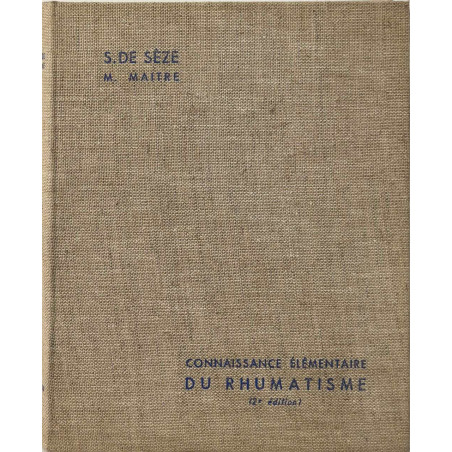 S. DE SÈZE
M. MAITRE
CONNAISSANCE ÉLÉMENTAIRE
DU RHUMATISME
(2e édition)